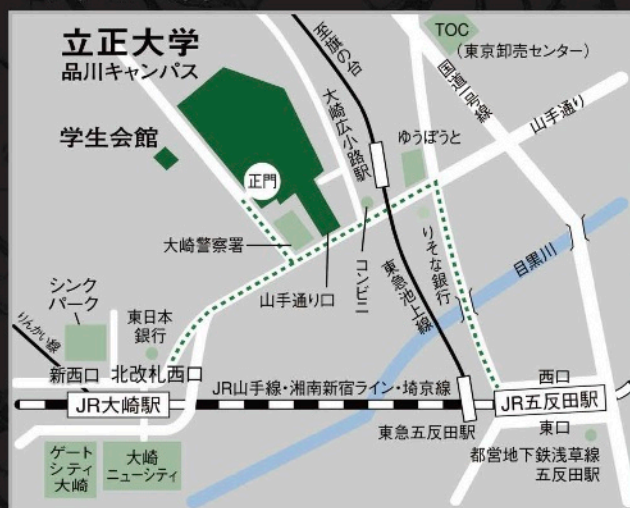 立正大学
品川キャンパス
学生会館
正門
大崎警察署
山手通り口
コンビニ
至旗の台
大崎広小路駅
ゆうぽうと
TOC
(東京卸売センター)
国道一号線
山手通り
りそな銀行
東急池上線
目黒川
シンク
パーク
りんかい線
東日本
銀行
新西口
北改札西口
JR大崎駅
JR山手線・湘南新宿ライン・埼京線
西口
JR五反田駅
東口
東急五反田駅
都営地下鉄浅草線
五反田駅
ゲート
シティ
大崎
大崎
ニューシティ